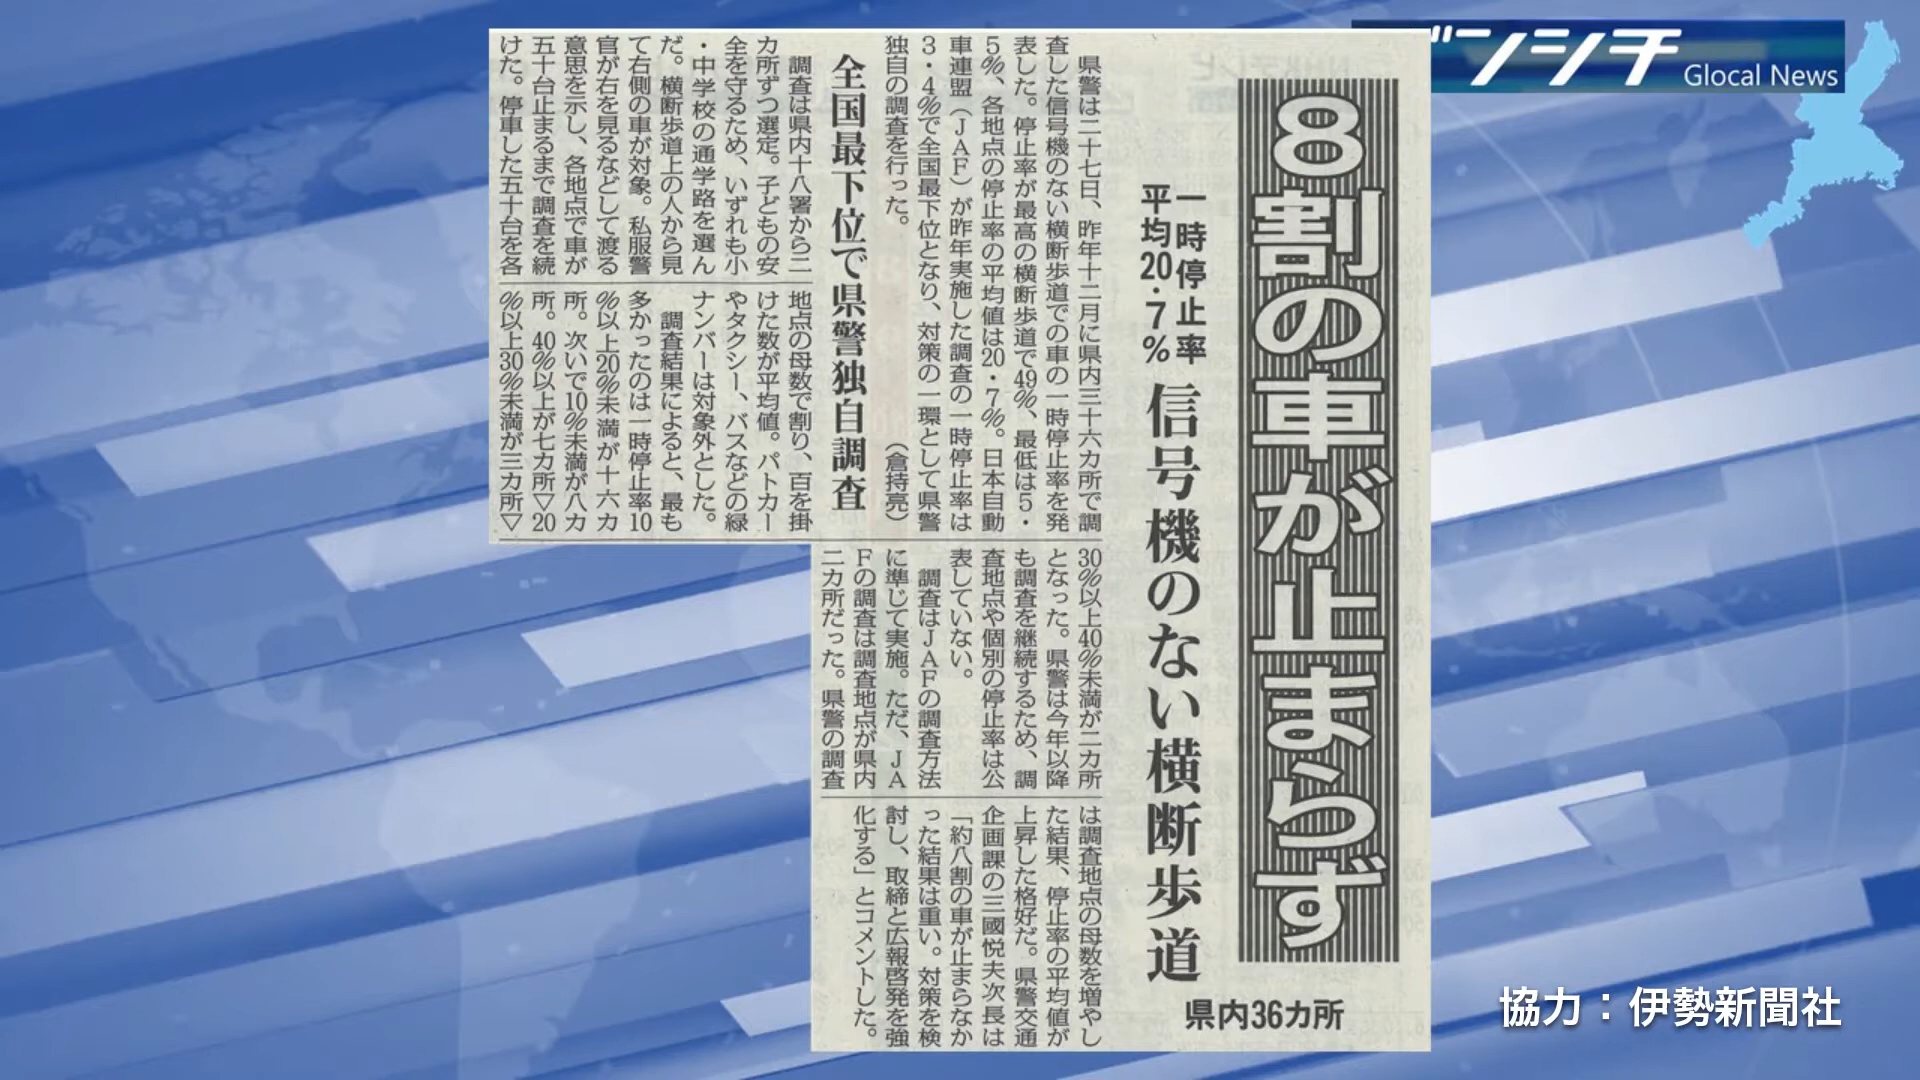 ゲンシチ
Glocal News
8割の車が止まらず
一時停止率
平均20・7%
信号機のない横断歩道
県内36カ所
県警は二十七日、昨年十二月に県内三十六カ所で調
査した信号機のない横断歩道での車の一時停止率を発
表した。停止率が最高の横断歩道で49%、最低は5・
5%、各地点の停止率の平均値は20・7%。日本自動
車連盟（JAF）が昨年実施した調査の一時停止率は
3・4%で全国最下位となり、対策の一環として県警
独自の調査を行った。　（倉持亮）
全国最下位で県警独自調査
調査は県内十八署から二
カ所ずつ選定。子どもの安
全を守るため、いずれも小
・中学校の通学路を選ん
だ。横断歩道上の人から見
て右側の車が対象。私服警
官が右を見るなどして渡る
意思を示し、各地点で車が
五十台止まるまで調査を続
けた。停車した五十台を各
地点の母数で割り、百を掛
けた数が平均値。パトカー
やタクシー、バスなどの緑
ナンバーは対象外とした。
調査結果によると、最も
多かったのは一時停止率10
%以上20%未満が十六カ
所。次いで10%未満が八カ
所。40%以上が七カ所▽20
%以上30%未満が三カ所▽
30%以上40%未満が二カ所
となった。県警は今年以降
も調査を継続するため、調
査地点や個別の停止率は公
表していない。
調査はJAFの調査方法
に準じて実施。ただ、JA
Fの調査は調査地点が県内
二カ所だった。県警の調査
は調査地点の母数を増やし
た結果、停止率の平均値が
上昇した格好だ。県警交通
企画課の三國悦夫次長は
「約八割の車が止まらなか
った結果は重い。対策を検
討し、取締と広報啓発を強
化する」とコメントした。
協力：伊勢新聞社